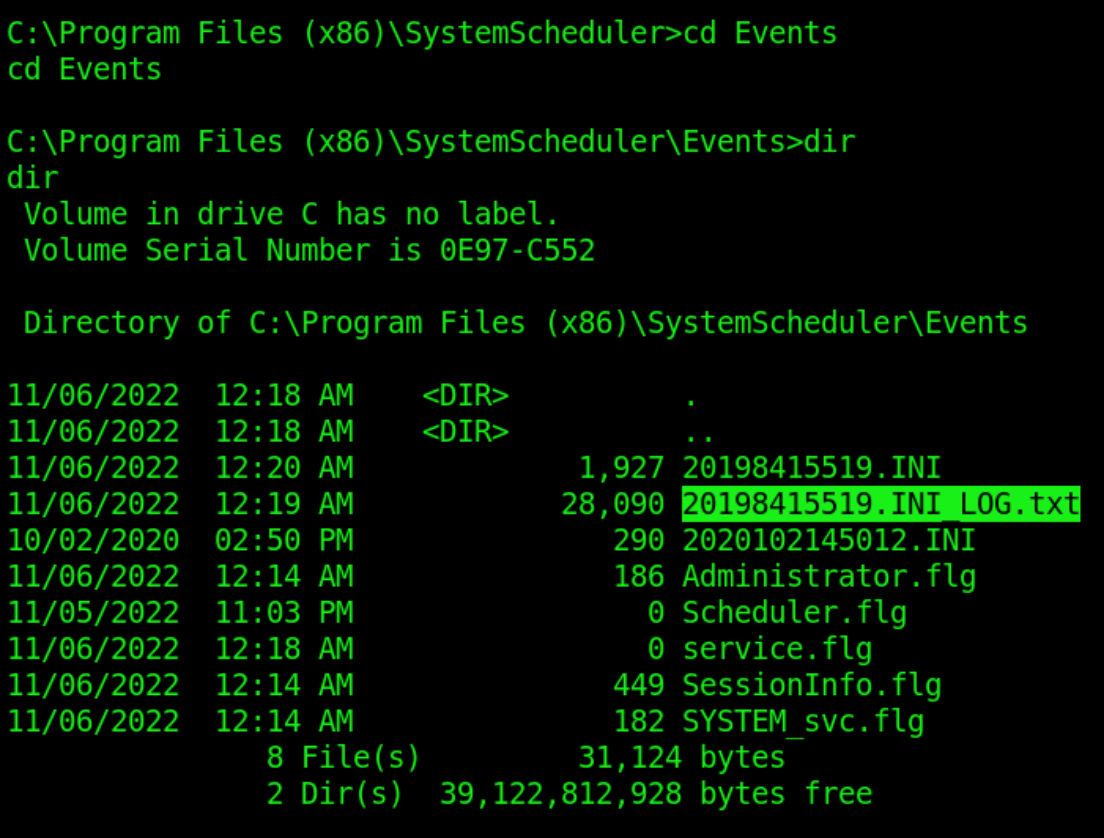 C:\Program Files (x86)\SystemScheduler>cd Events
cd Events
C:\Program Files (x86)\SystemScheduler\Events>dir
dir
Volume in drive C has no label.
Volume Serial Number is 0E97-C552
Directory of C:\Program Files (x86)\SystemScheduler\Events
11/06/2022  12:18 AM    <DIR>          .
11/06/2022  12:18 AM    <DIR>          ..
11/06/2022  12:20 AM             1,927 20198415519.INI
11/06/2022  12:19 AM            28,090 20198415519.INI_LOG.txt
10/02/2020  02:50 PM               290 2020102145012.INI
11/06/2022  12:14 AM               186 Administrator.flg
11/05/2022  11:03 PM                 0 Scheduler.flg
11/06/2022  12:18 AM                 0 service.flg
11/06/2022  12:14 AM               449 SessionInfo.flg
11/06/2022  12:14 AM               182 SYSTEM_svc.flg
8 File(s)         31,124 bytes
2 Dir(s)  39,122,812,928 bytes free